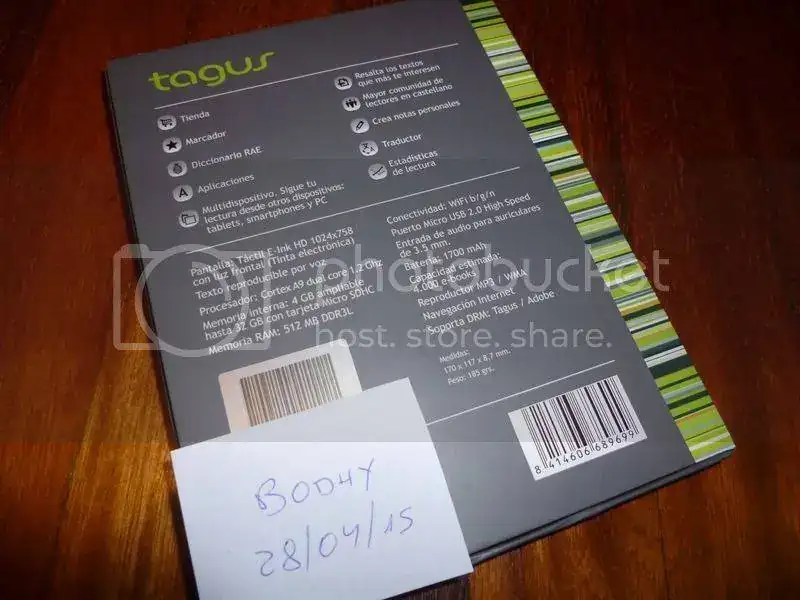 tagus
Tienda
Marcador
Diccionario RAE
Aplicaciones
Multidispositivo. Sigue tu
lectura desde otros dispositivos:
tablets, smartphones y PC
Resalta los textos
que más te interesen
Mayor comunidad de
lectores en castellano
Crea notas personales
Traductor
Estadísticas
de lectura
Pantalla: Táctil E-Ink HD 1024x758
con luz frontal (Tinta electrónica)
Texto reproducible por voz
Procesador: Cortex A9 dual core 1,2 Ghz
Memoria interna: 4 GB ampliable
hasta 32 GB con tarjeta Micro SDHC
Memoria RAM: 512 MB DDR3L
Conectividad: WiFi b/g/n
Puerto Micro USB 2.0 High Speed
Entrada de audio para auriculares
de 3,5 mm.
Batería: 1700 mAh
Capacidad estimada:
4.000 e-books
Reproductor MP3 / WMA
Navegación Internet
Soporta DRM: Tagus / Adobe
Medidas:
170 x 117 x 8,7 mm.
Peso: 185 grs.
8 414606 689699
BODHY
28/04/15
photobucket
host. store. share.